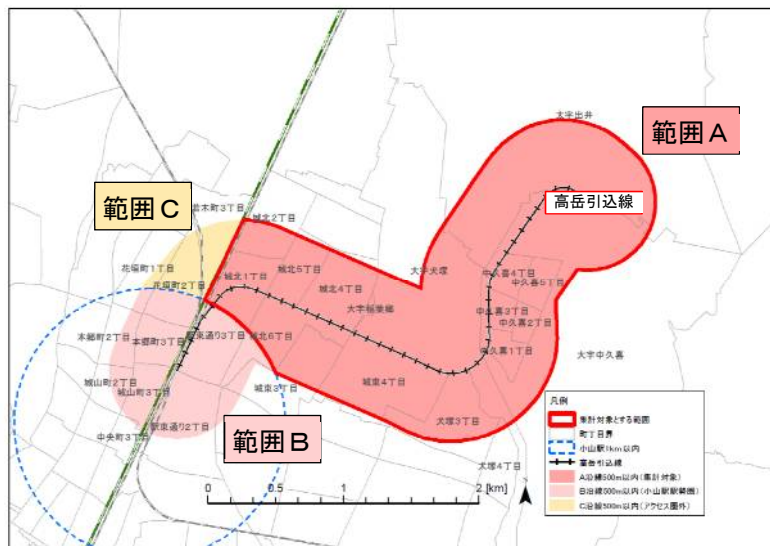 大字出井
範囲A
高岳引込線
範囲C
若木町3丁目
城北2丁目
花垣町1丁目
城北5丁目
大字犬塚
中久喜4丁目
城北1丁目
花垣町2丁目
城北4丁目
中久喜5丁目
大字稲葉郷
中久喜3丁目
中久喜2丁目
本郷町2丁目
本郷町3丁目
駅東通り3丁目
城北6丁目
中久喜1丁目
大字中久喜
城山町2丁目
城山町3丁目
城東3丁目
城東4丁目
駅東通り2丁目
犬塚3丁目
中央町3丁目
範囲B
犬塚4丁目
0 0.5 1 2 [km]
凡例
集計対象とする範囲
町丁目界
小山駅1km以内
高岳引込線
A沿線500m以内(集計対象)
B沿線500m以内(小山駅駅勢圏)
C沿線500m以内(アクセス圏外)